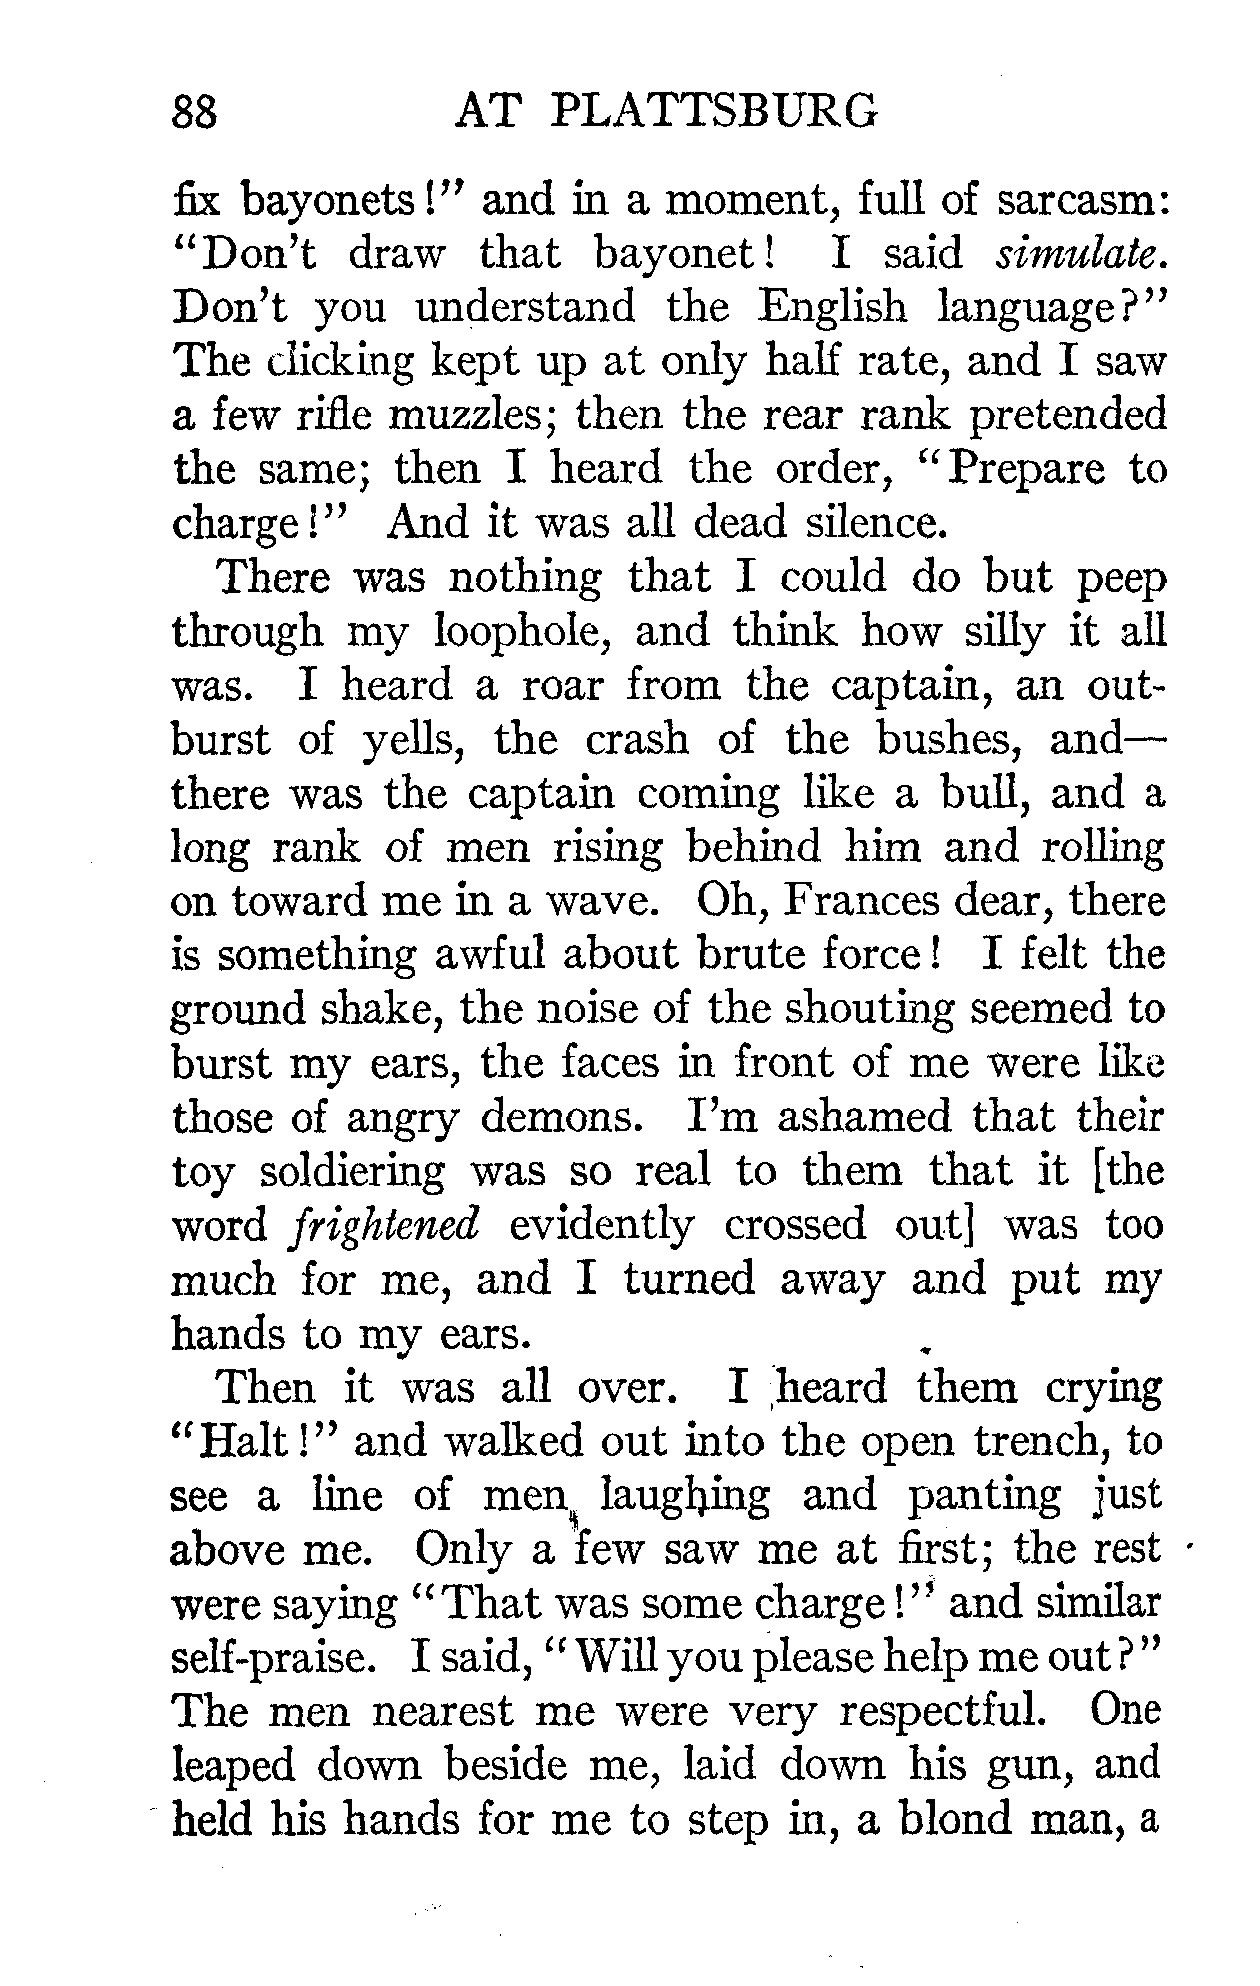 88 AT PLATTSBURG
fix bayonets!" and in a moment, full of sarcasm:
"Don't draw that bayonet! I said simulate.
Don't you understand the English language?"
The clicking kept up at only half rate, and I saw
a few rifle muzzles; then the rear rank pretended
the same; then I heard the order, "Prepare to
charge!" And it was all dead silence.
There was nothing that I could do but peep
through my loophole, and think how silly it all
was. I heard a roar from the captain, an out-
burst of yells, the crash of the bushes, and—
there was the captain coming like a bull, and a
long rank of men rising behind him and rolling
on toward me in a wave. Oh, Frances dear, there
is something awful about brute force! I felt the
ground shake, the noise of the shouting seemed to
burst my ears, the faces in front of me were like
those of angry demons. I'm ashamed that their
toy soldiering was so real to them that it [the
word frightened evidently crossed out] was too
much for me, and I turned away and put my
hands to my ears.
Then it was all over. I heard them crying
"Halt!" and walked out into the open trench, to
see a line of men laughing and panting just
above me. Only a few saw me at first; the rest
were saying "That was some charge!" and similar
self-praise. I said, "Will you please help me out?"
The men nearest me were very respectful. One
leaped down beside me, laid down his gun, and
held his hands for me to step in, a blond man, a